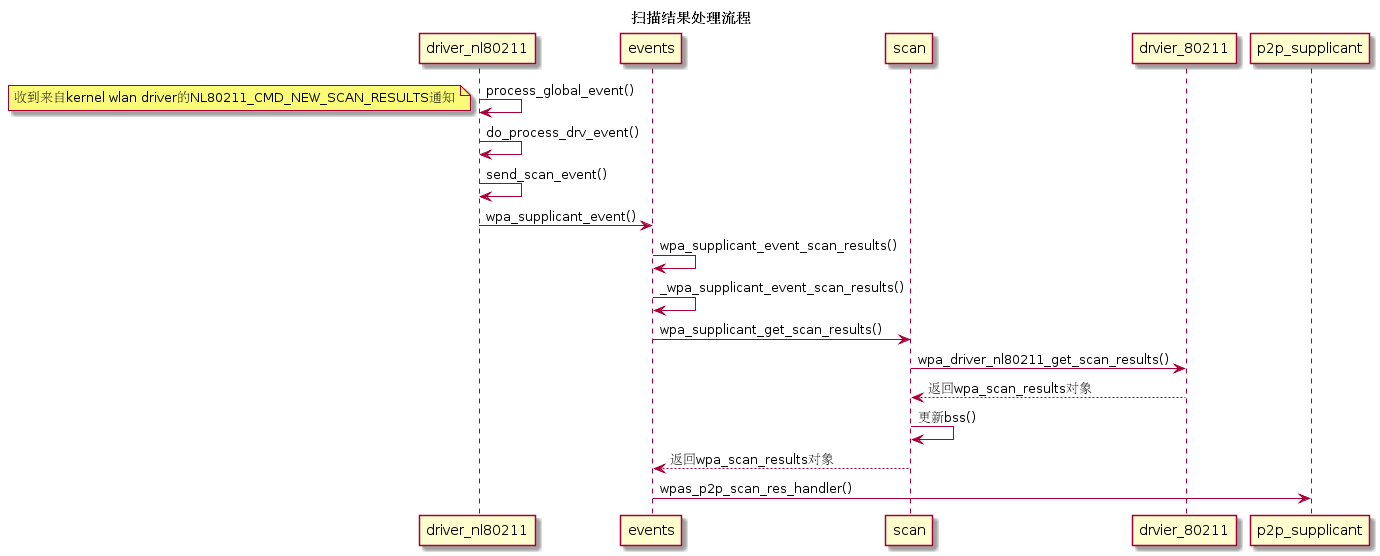 扫描结果处理流程
driver_nl80211 events scan drvier_80211 p2p_supplicant
收到来自kernel wlan driver的NL80211_CMD_NEW_SCAN_RESULTS通知
process_global_event()
do_process_drv_event()
send_scan_event()
wpa_supplicant_event()
wpa_supplicant_event_scan_results()
_wpa_supplicant_event_scan_results()
wpa_supplicant_get_scan_results()
wpa_driver_nl80211_get_scan_results()
返回wpa_scan_results对象
更新bss()
返回wpa_scan_results对象
wpas_p2p_scan_res_handler()
driver_nl80211 events scan drvier_80211 p2p_supplicant